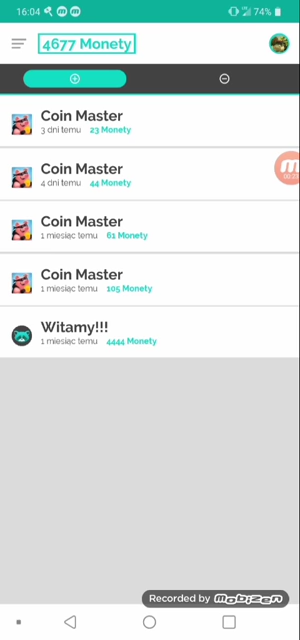 16:04 74%
4677 Monety
Coin Master
3 dni temu 23 Monety
Coin Master
4 dni temu 44 Monety
Coin Master
1 miesiąc temu 61 Monety
Coin Master
1 miesiąc temu 105 Monety
Witamy!!!
1 miesiąc temu 4444 Monety
Recorded by mobizen